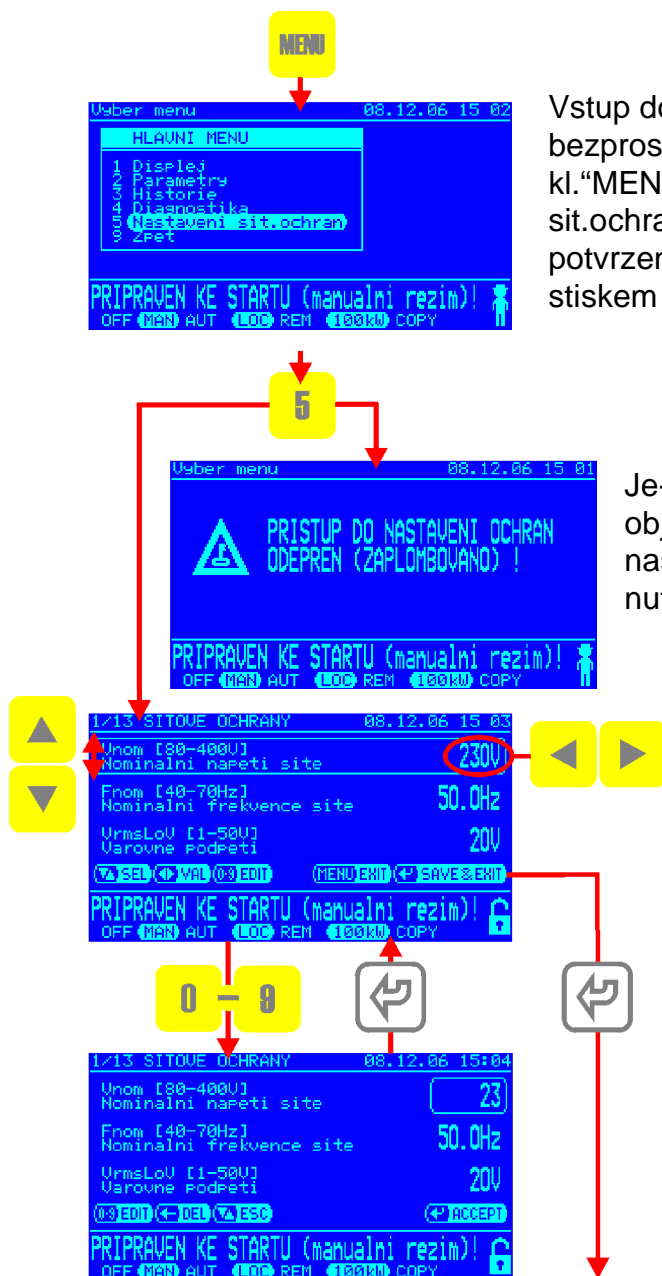 MENU
Vyber menu 08.12.06 15 02
HLAVNI MENU
1 Displej
2 Parametry
3 Historie
4 Diagnostika
5 Nastaveni sit.ochran
9 Zpet
PRIPRAVEN KE STARTU (manualni rezim)!
OFF MAN AUT LOC REM 100kW COPY
Vstup do
bezpros
kl.“MEN
sit.ochra
potvrzen
stiskem
5
Vyber menu 08.12.06 15 01
PRISTUP DO NASTAVENI OCHRAN
ODEPREN (ZAPLOMBOVANO) !
PRIPRAVEN KE STARTU (manualni rezim)!
OFF MAN AUT LOC REM 100kW COPY
Je-
obj
nas
nut
1/13 SITOVE OCHRANY 08.12.06 15 03
Vnom [80-400V] 230V
Nominalni napeti site
Fnom [40-70Hz] 50.0Hz
Nominalni frekvence site
VrmsLoV [1-50V] 20V
Varovne podpeti
SEL VAL 0-9 EDIT MENU EXIT SAVE&EXIT
PRIPRAVEN KE STARTU (manualni rezim)!
OFF MAN AUT LOC REM 100kW COPY
0 – 9
1/13 SITOVE OCHRANY 08.12.06 15:04
Vnom [80-400V] 23
Nominalni napeti site
Fnom [40-70Hz] 50.0Hz
Nominalni frekvence site
VrmsLoV [1-50V] 20V
Varovne podpeti
0-9 EDIT DEL ESC ACCEPT
PRIPRAVEN KE STARTU (manualni rezim)!
OFF MAN AUT LOC REM 100kW COPY